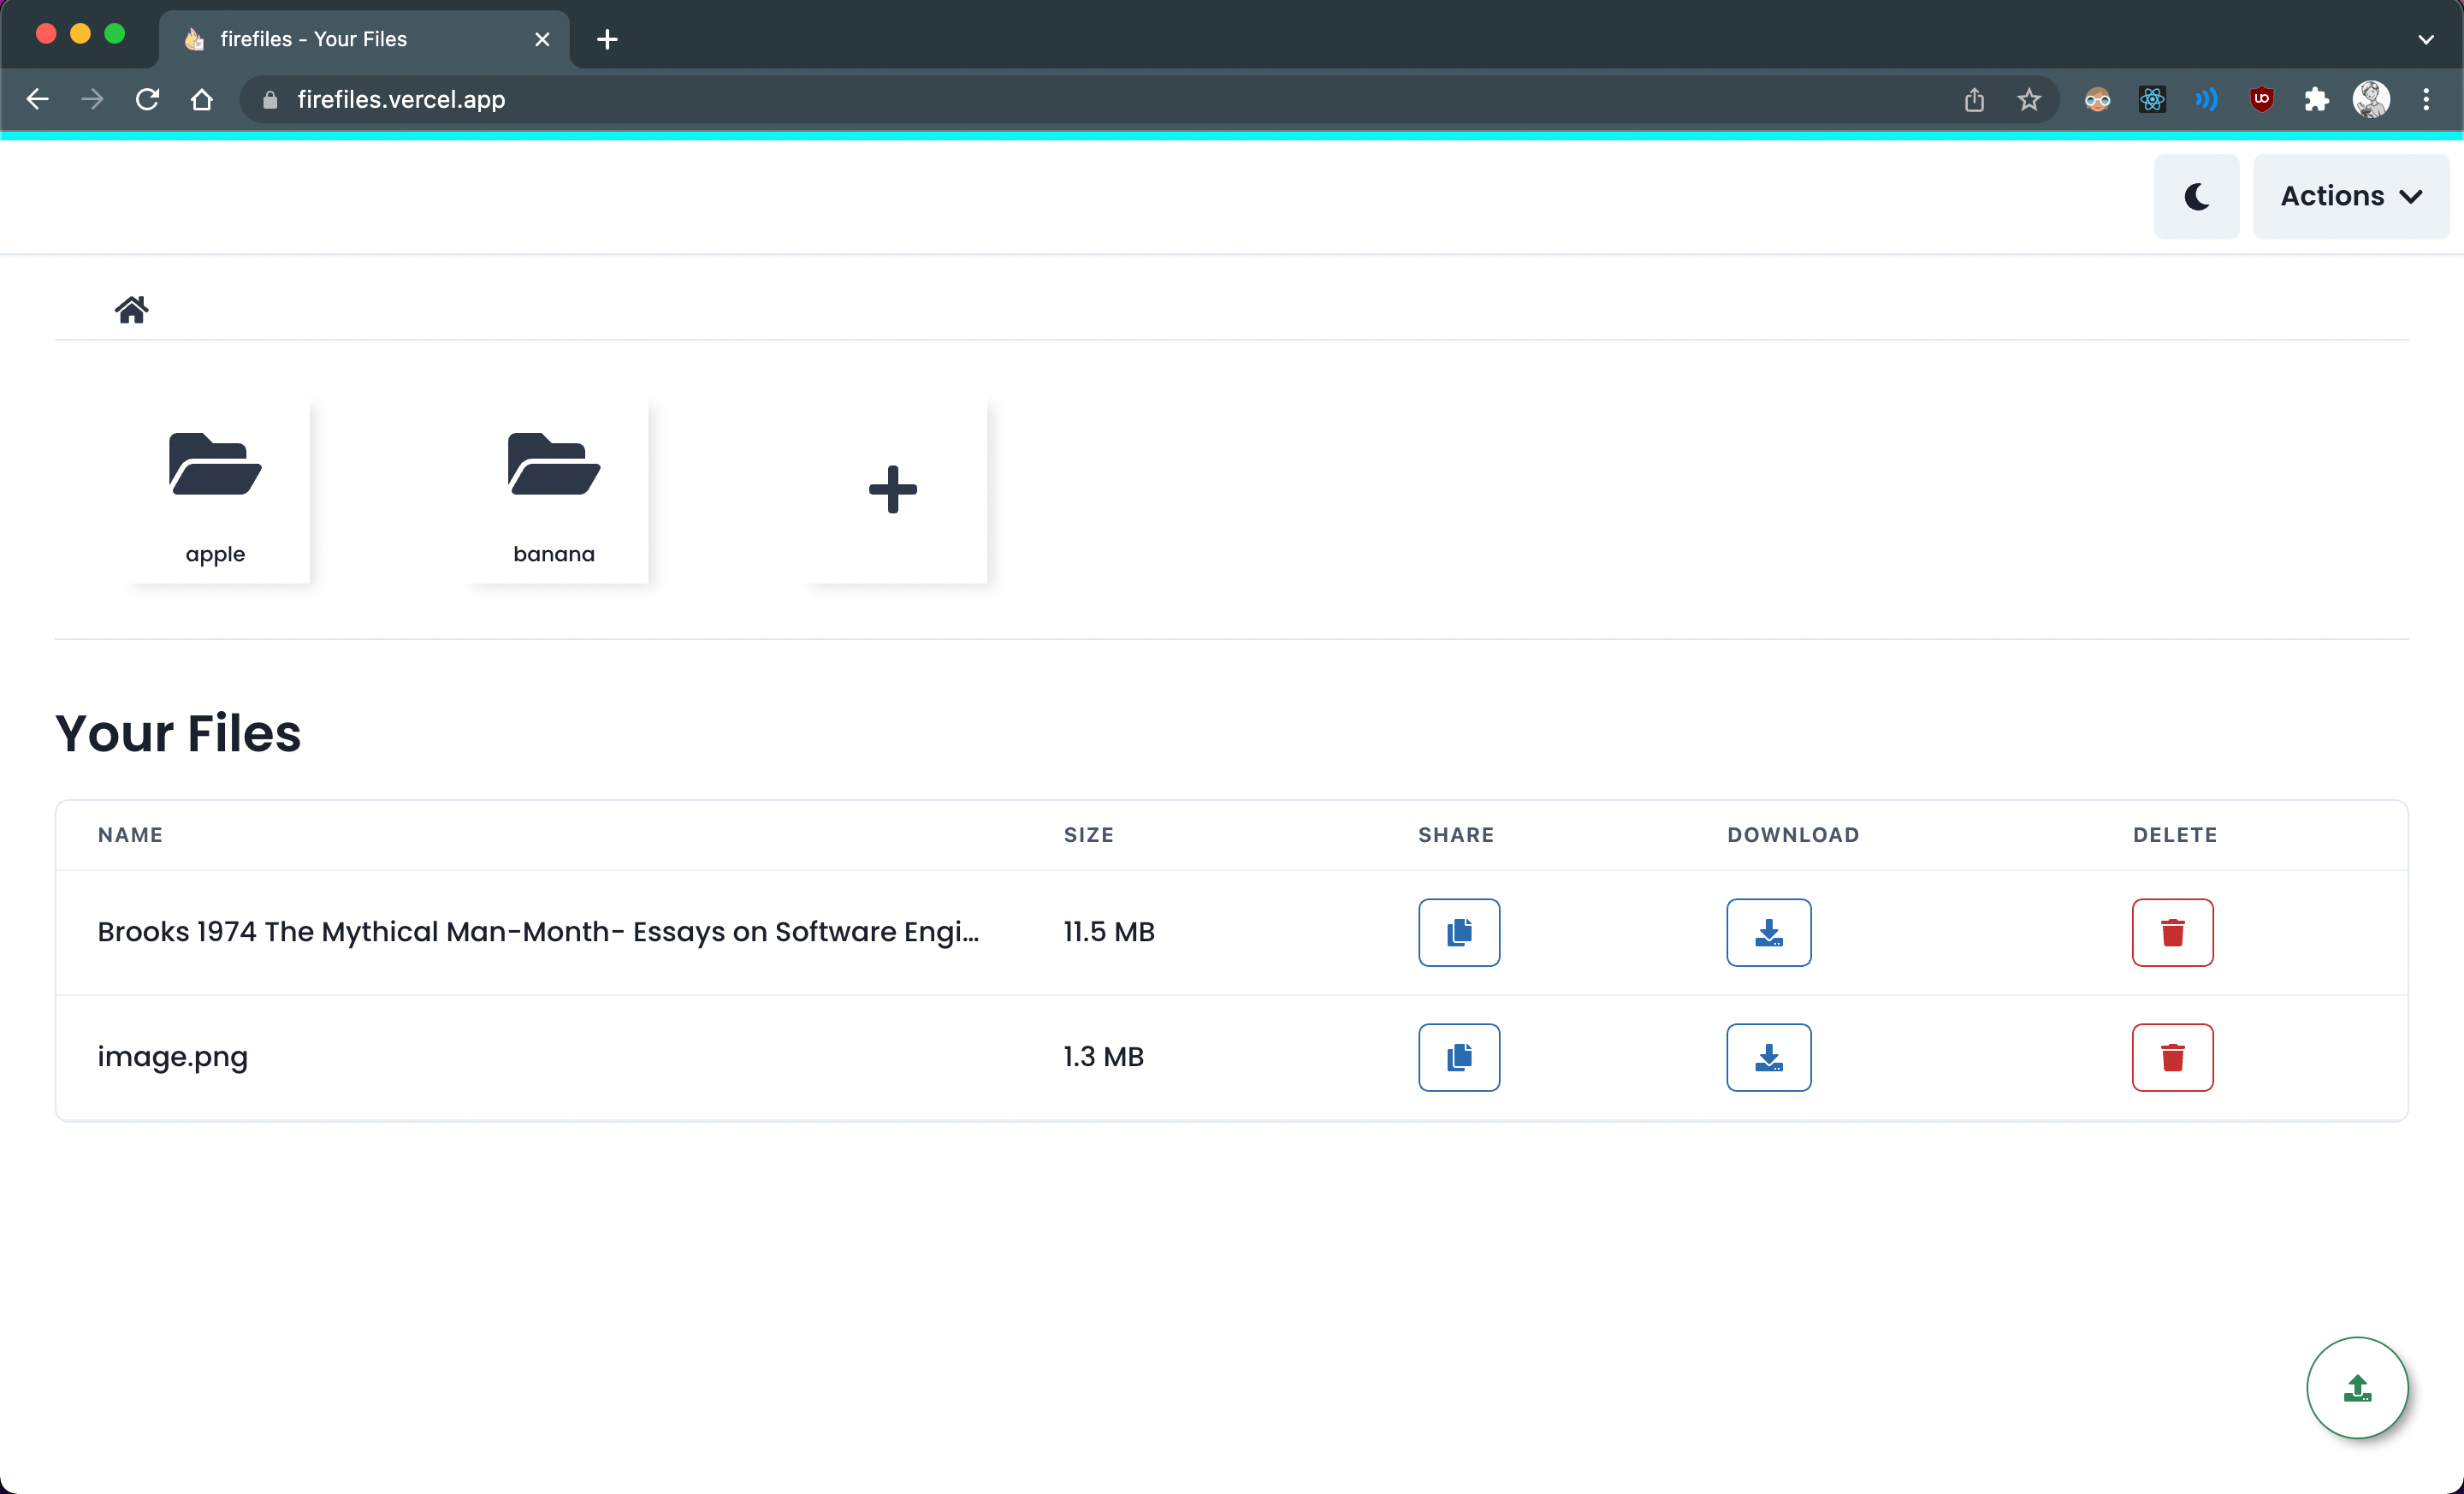 firefiles - Your Files
firefiles.vercel.app
Actions
apple
banana
Your Files
NAME SIZE SHARE DOWNLOAD DELETE
Brooks 1974 The Mythical Man-Month- Essays on Software Engi... 11.5 MB
image.png 1.3 MB